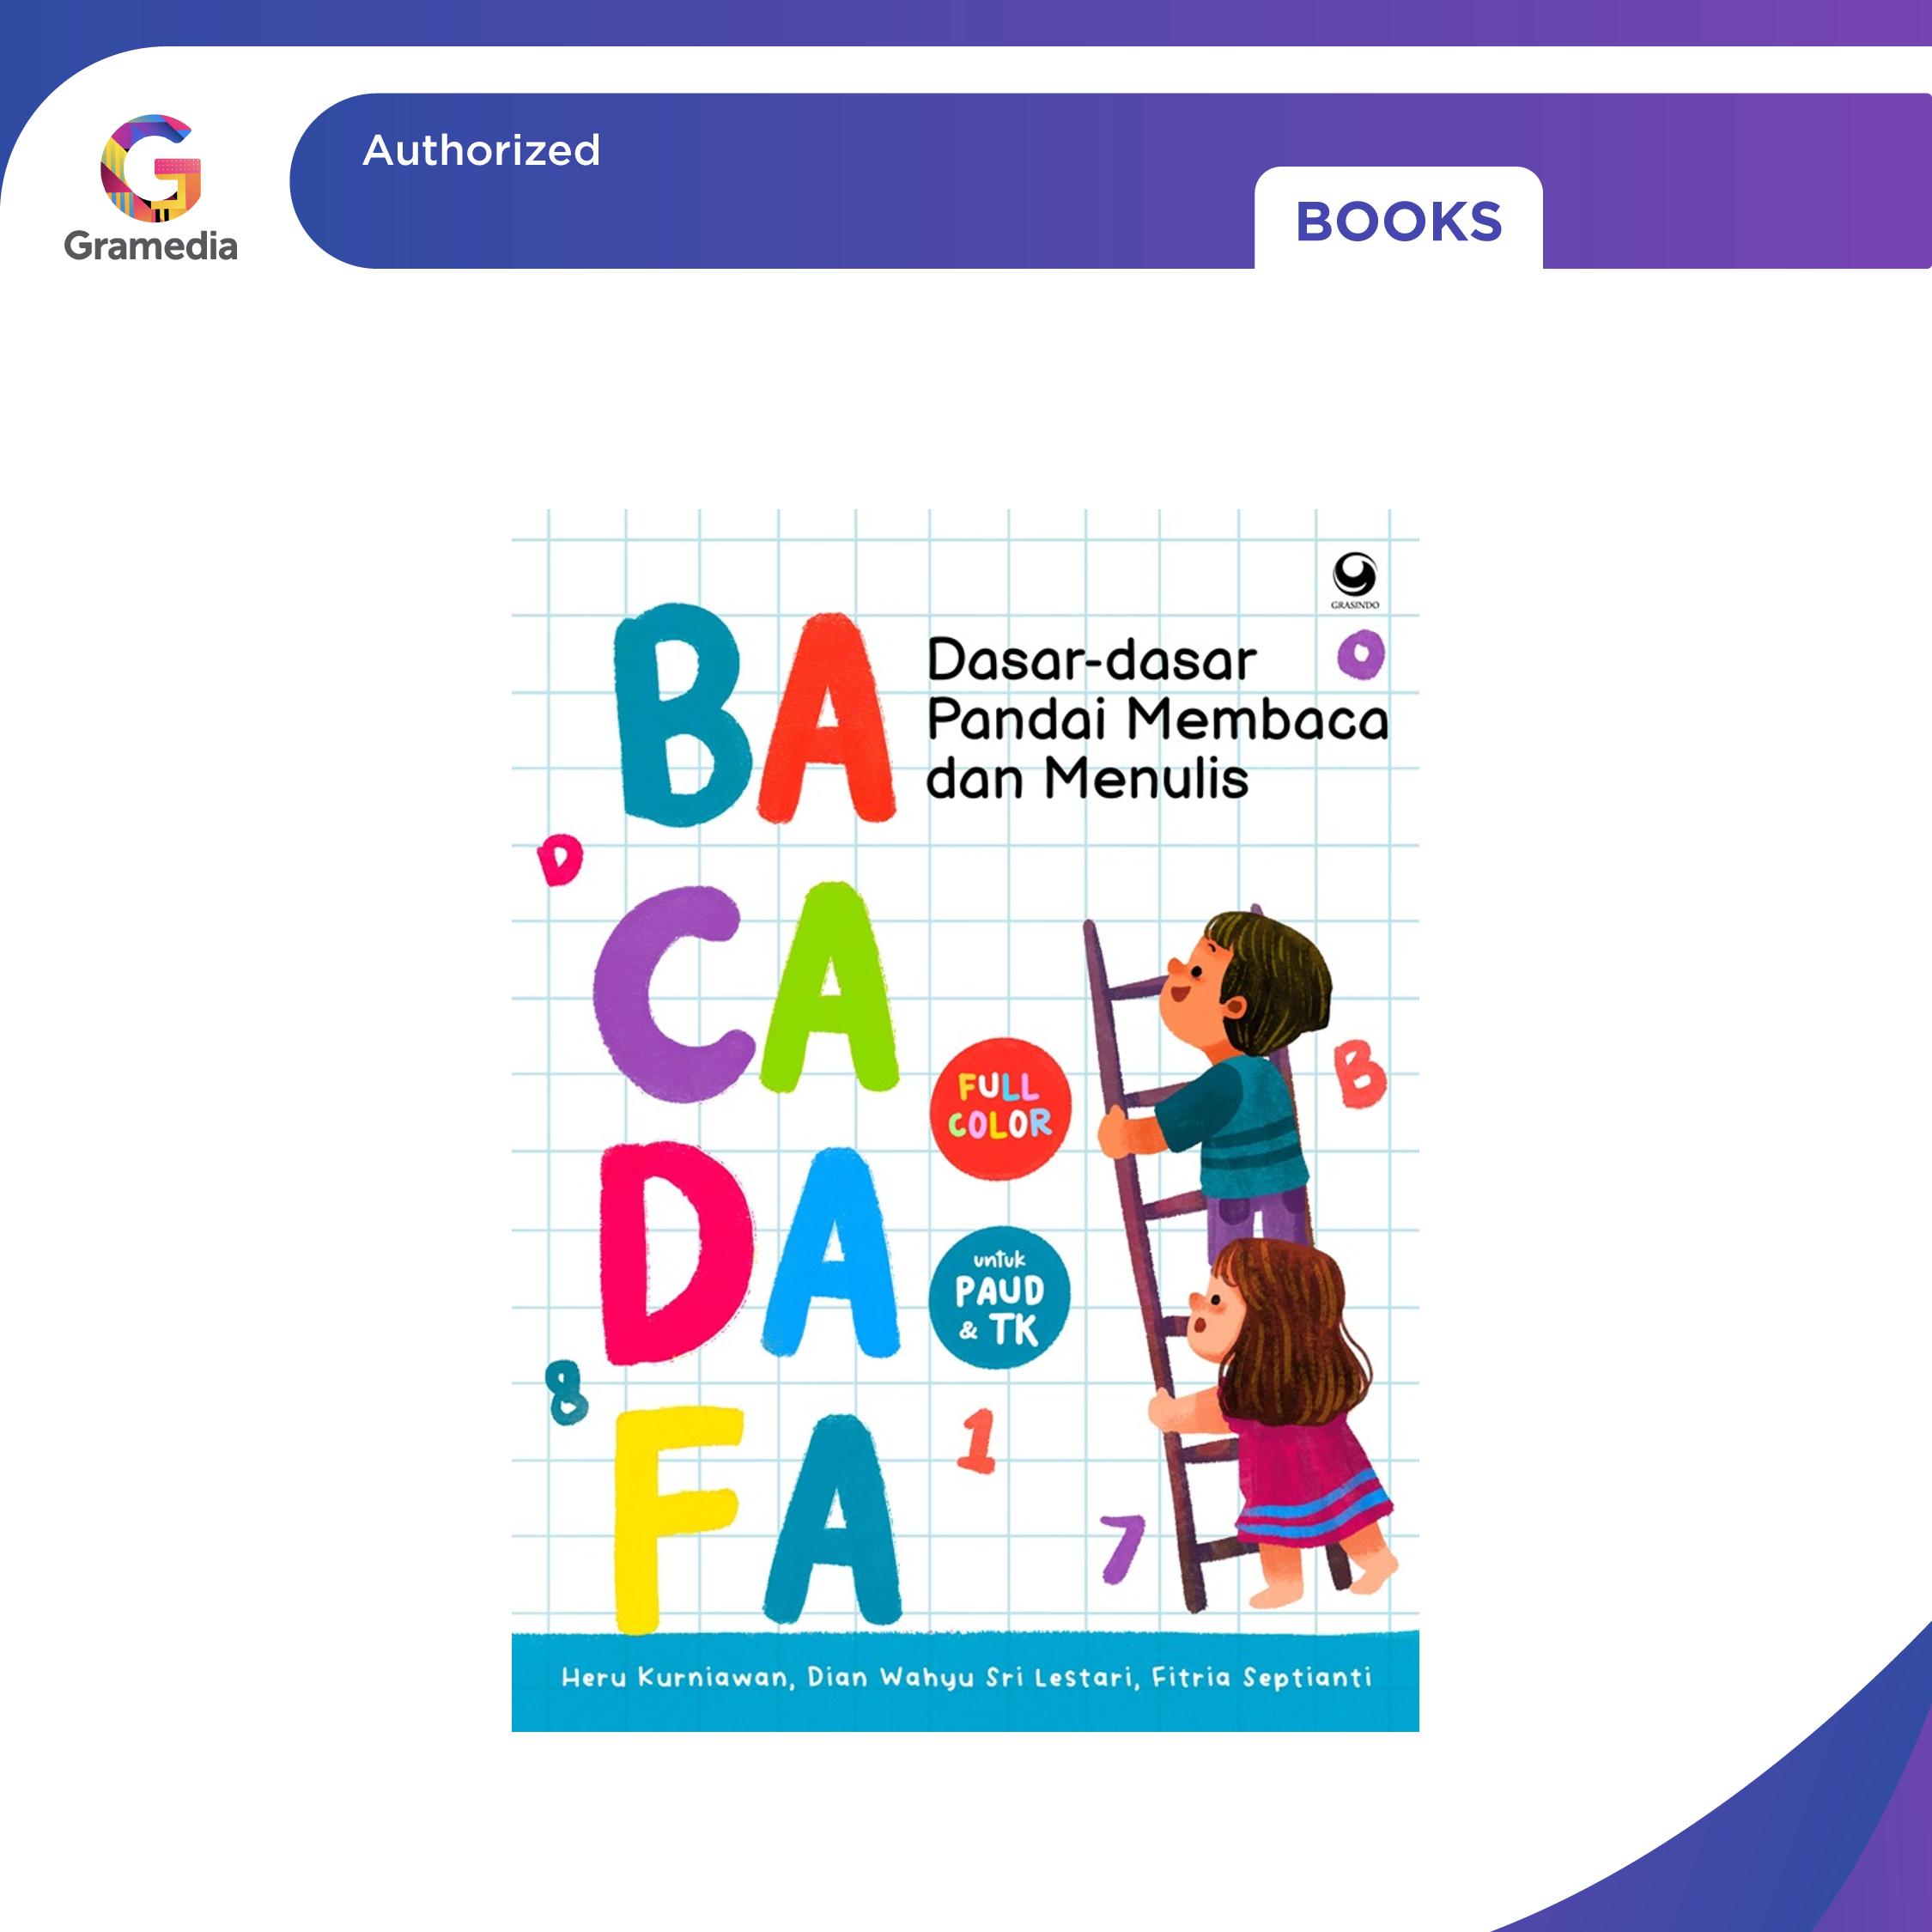 Authorized
BOOKS
Gramedia
GRASINDO
BA
Dasar-dasar
Pandai Membaca
dan Menulis
O
D
CA
B
FULL
COLOR
DA
untuk
PAUD
& TK
8
FA
1
7
Heru Kurniawan, Dian Wahyu Sri Lestari, Fitria Septianti